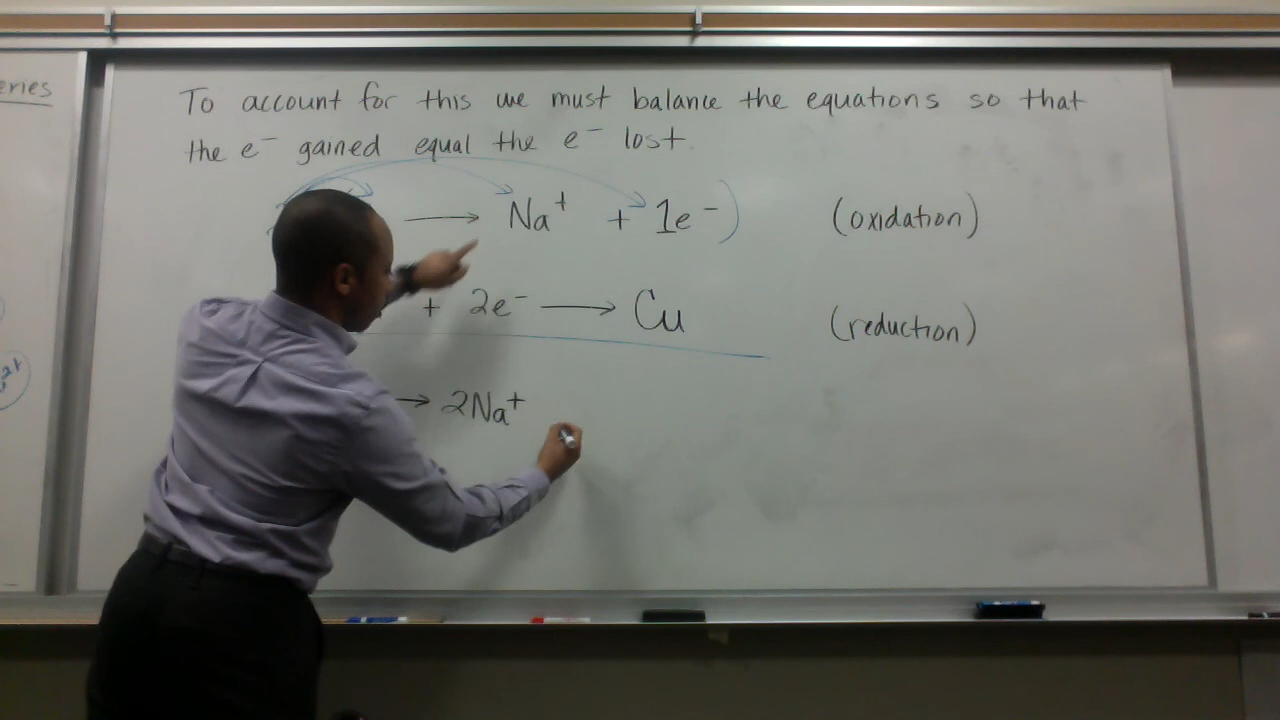 eries
To account for this we must balance the equations so that
the e⁻ gained equal the e⁻ lost.
→ Na⁺ + 1e⁻) (oxidation)
+ 2e⁻ → Cu (reduction)
2+
→ 2Na⁺